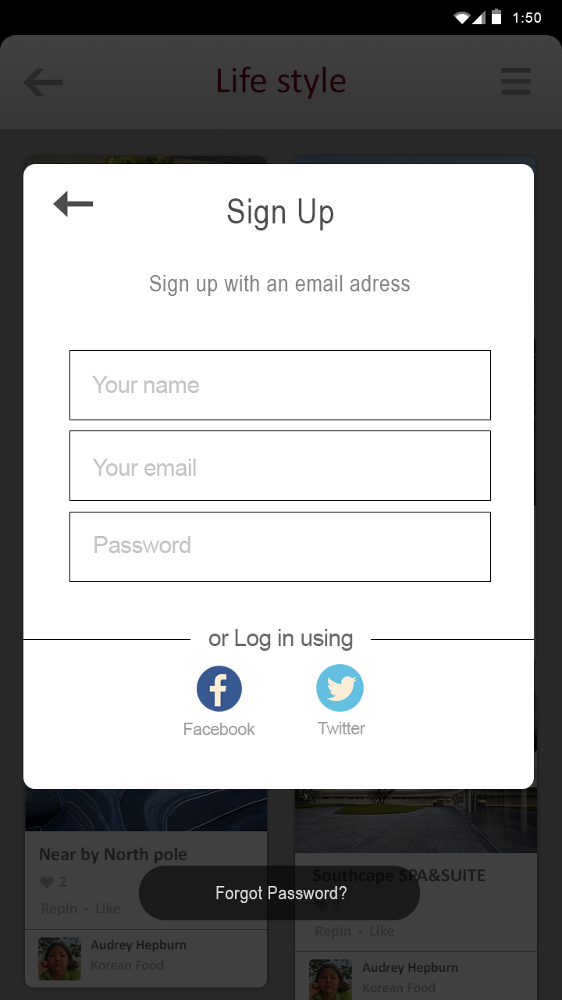 1:50
Life style
Sign Up
Sign up with an email adress
Your name
Your email
Password
or Log in using
Facebook
Twitter
Near by North pole
2
Repin · Like
Southcape SPA&SUITE
2
Repin · Like
Forgot Password?
Audrey Hepburn
Korean Food
Audrey Hepburn
Korean Food